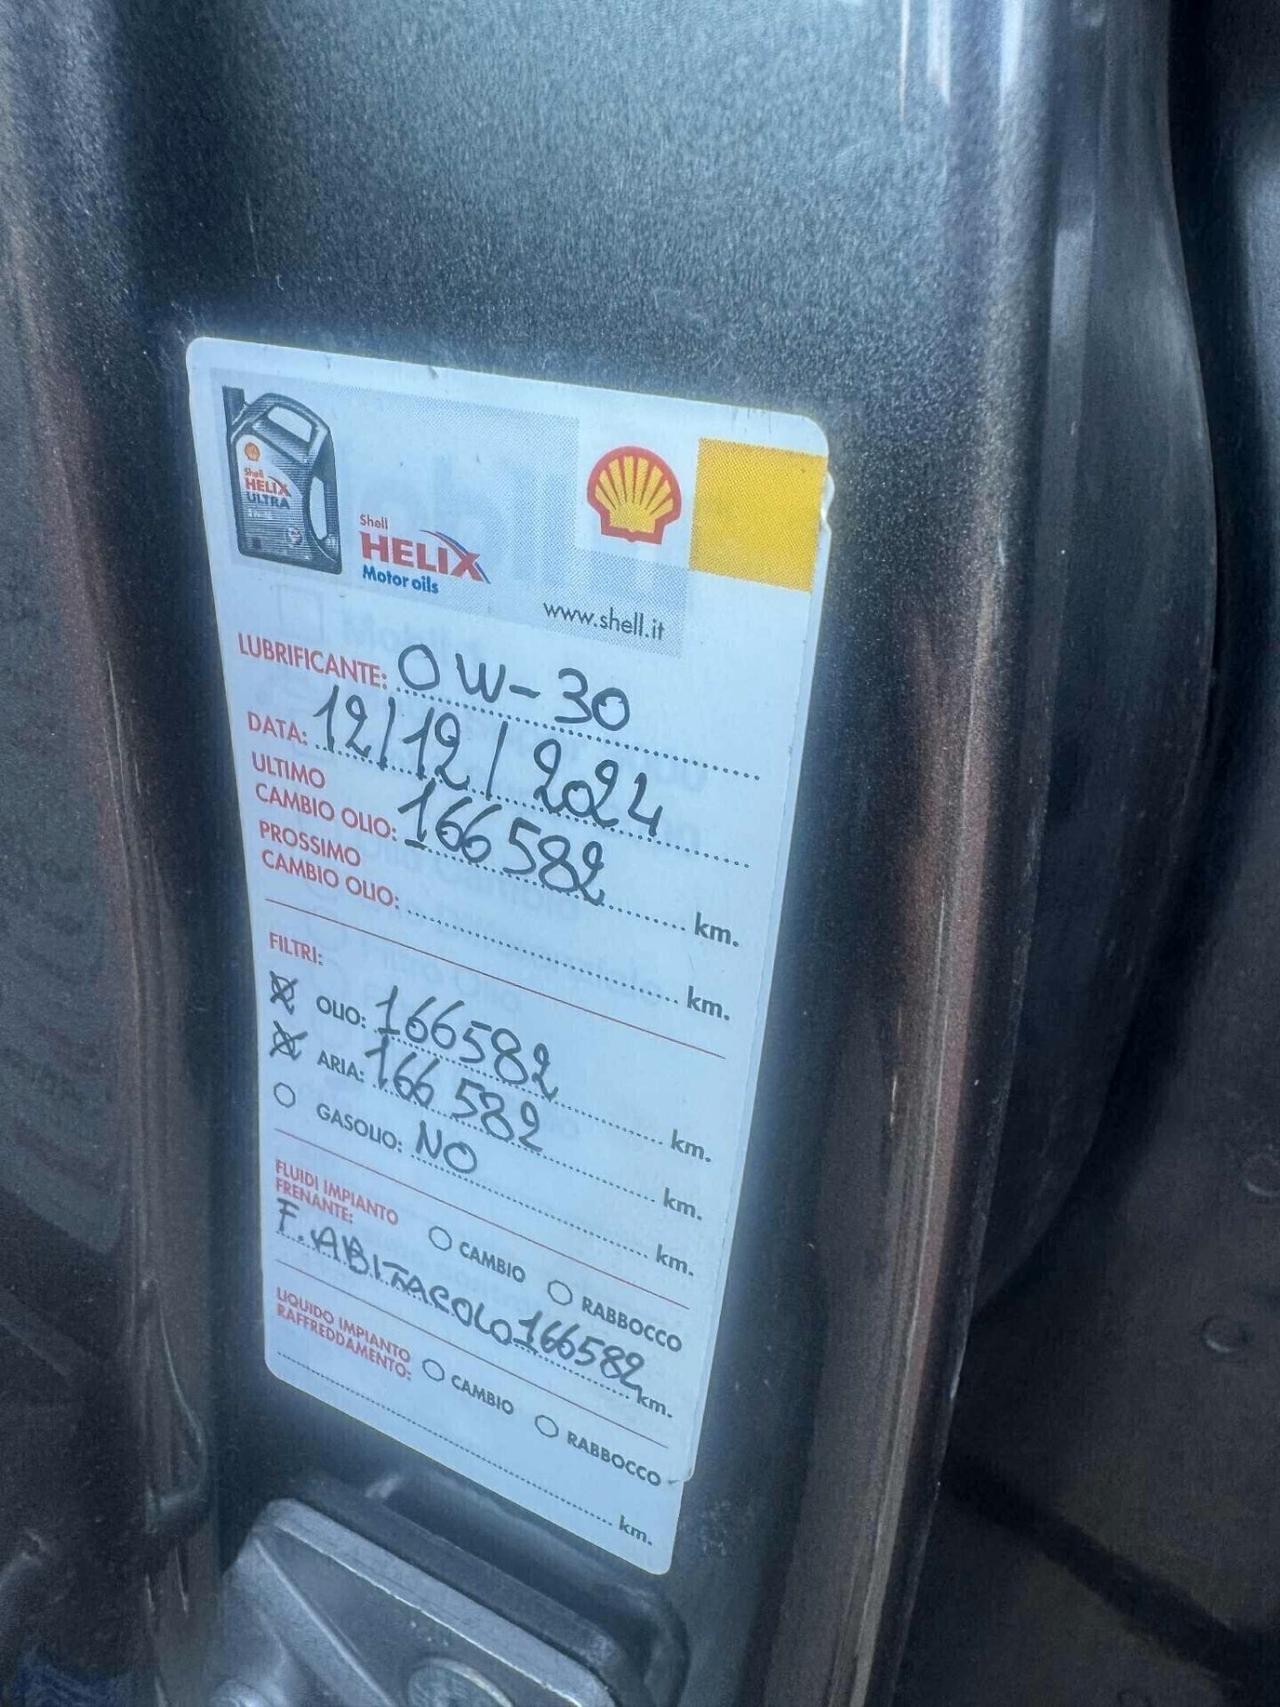 Shell
HELIX
ULTRA
Shell
HELIX
Motor oils
www.shell.it
LUBRIFICANTE: 0W-30
DATA: 12/12/2024
ULTIMO
CAMBIO OLIO: 166582 km.
PROSSIMO
CAMBIO OLIO: km.
FILTRI:
OLIO: 166582 km.
ARIA: 166582 km.
GASOLIO: NO km.
FLUIDI IMPIANTO
FRENANTE: CAMBIO RABBOCCO
F. ABITACOLO 166582 km.
LIQUIDO IMPIANTO
RAFFREDDAMENTO: CAMBIO RABBOCCO
km.